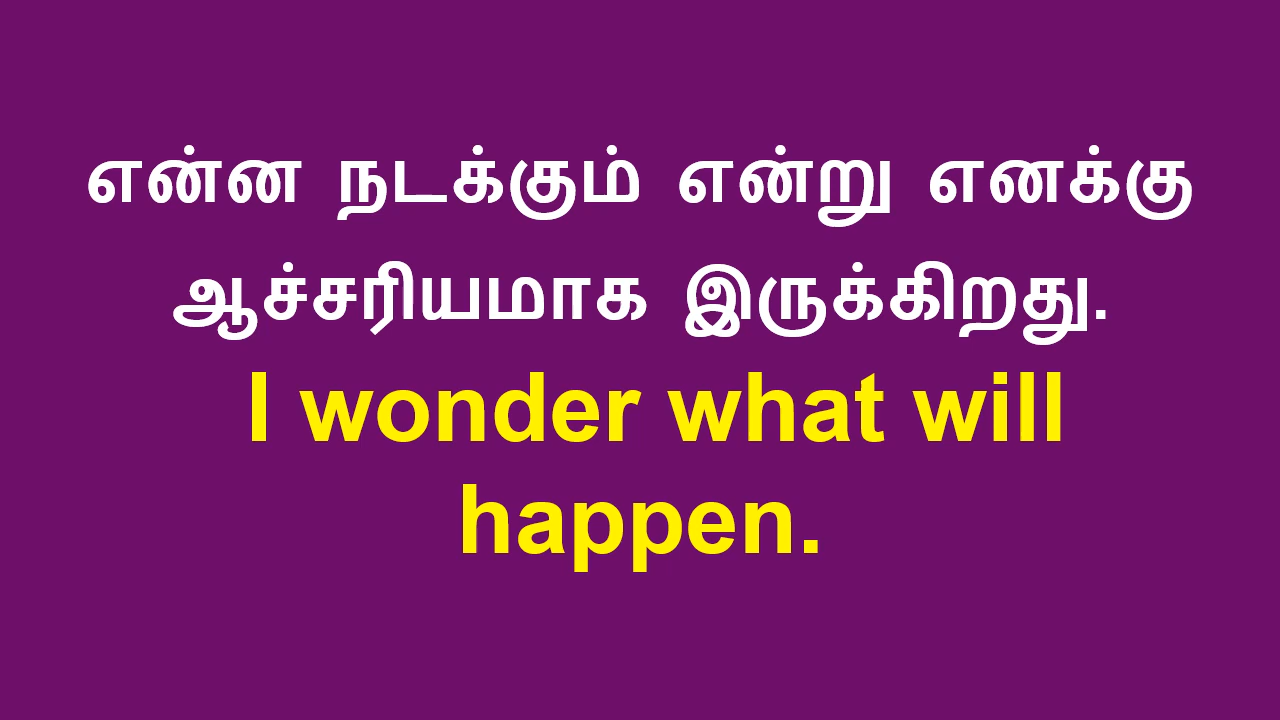 என்ன நடக்கும் என்று எனக்கு
ஆச்சரியமாக இருக்கிறது.
I wonder what will
happen.